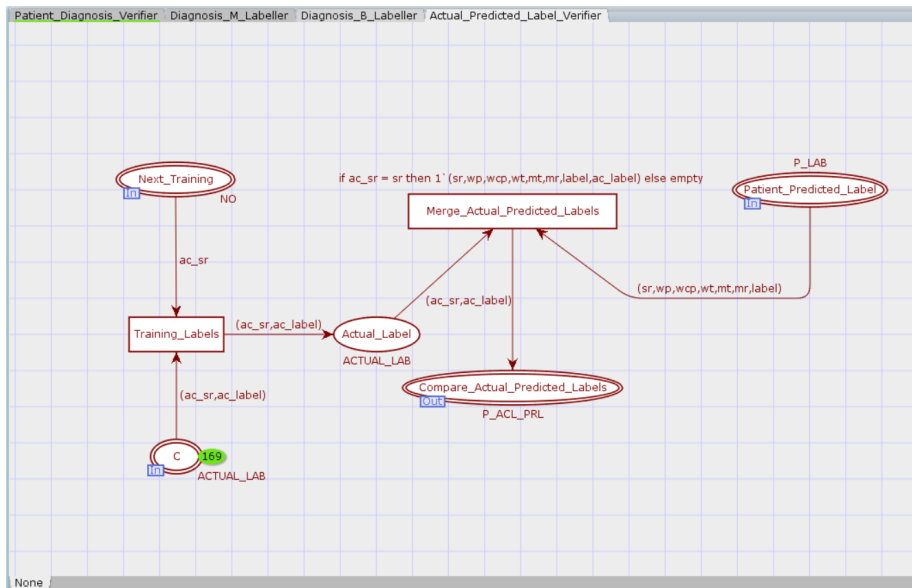 Patient_Diagnosis_Verifier Diagnosis_M_Labeller Diagnosis_B_Labeller Actual_Predicted_Label_Verifier
P_LAB
Next_Training
In
NO
if ac_sr = sr then 1`(sr,wp,wcp,wt,mt,mr,label,ac_label) else empty
Patient_Predicted_Label
In
Merge_Actual_Predicted_Labels
ac_sr
(sr,wp,wcp,wt,mt,mr,label)
(ac_sr,ac_label)
(ac_sr,ac_label)
Training_Labels
Actual_Label
ACTUAL_LAB
Compare_Actual_Predicted_Labels
Out
P_ACL_PRL
(ac_sr,ac_label)
C
169
In
ACTUAL_LAB
None